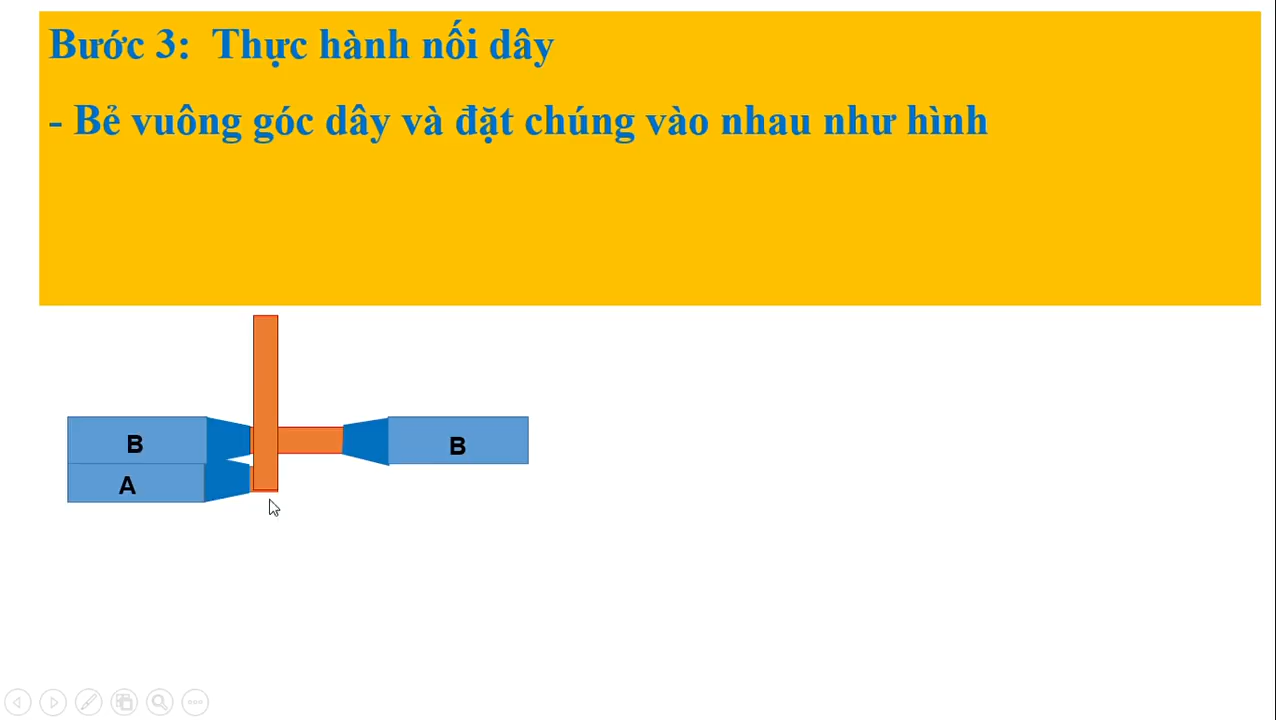 Bước 3: Thực hành nối dây
- Bẻ vuông góc dây và đặt chúng vào nhau như hình
B
B
A